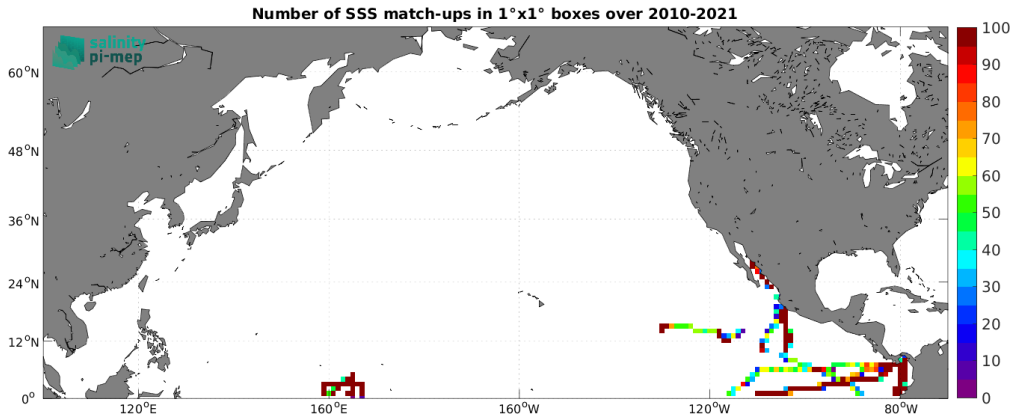 Number of SSS match-ups in 1°x1° boxes over 2010-2021
salinity
pi-mep
60°N
48°N
36°N
24°N
12°N
0°
120°E
160°E
160°W
120°W
80°W
100
90
80
70
60
50
40
30
20
10
0